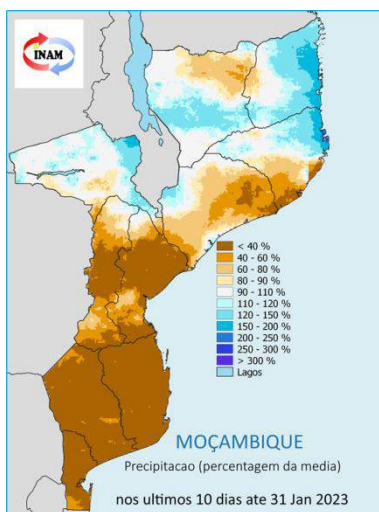 INAM
< 40 %
40 - 60 %
60 - 80 %
80 - 90 %
90 - 110 %
110 - 120 %
120 - 150 %
150 - 200 %
200 - 250 %
250 - 300 %
> 300 %
Lagos
MOÇAMBIQUE
Precipitacao (percentagem da media)
nos ultimos 10 dias ate 31 Jan 2023